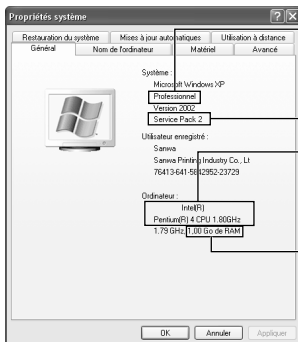 Propriétés système
Restauration du système
Mises à jour automatiques
Utilisation à distance
Général
Nom de l'ordinateur
Matériel
Avancé
Système :
Microsoft Windows XP
Professionnel
Version 2002
Service Pack 2
Utilisateur enregistré :
Sanwa
Sanwa Printing Industry Co., Lt
76413-641-5842952-23729
Ordinateur :
Intel(R)
Pentium(R) 4 CPU 1.80GHz
1.79 GHz, 1,00 Go de RAM
OK
Annuler
Appliquer